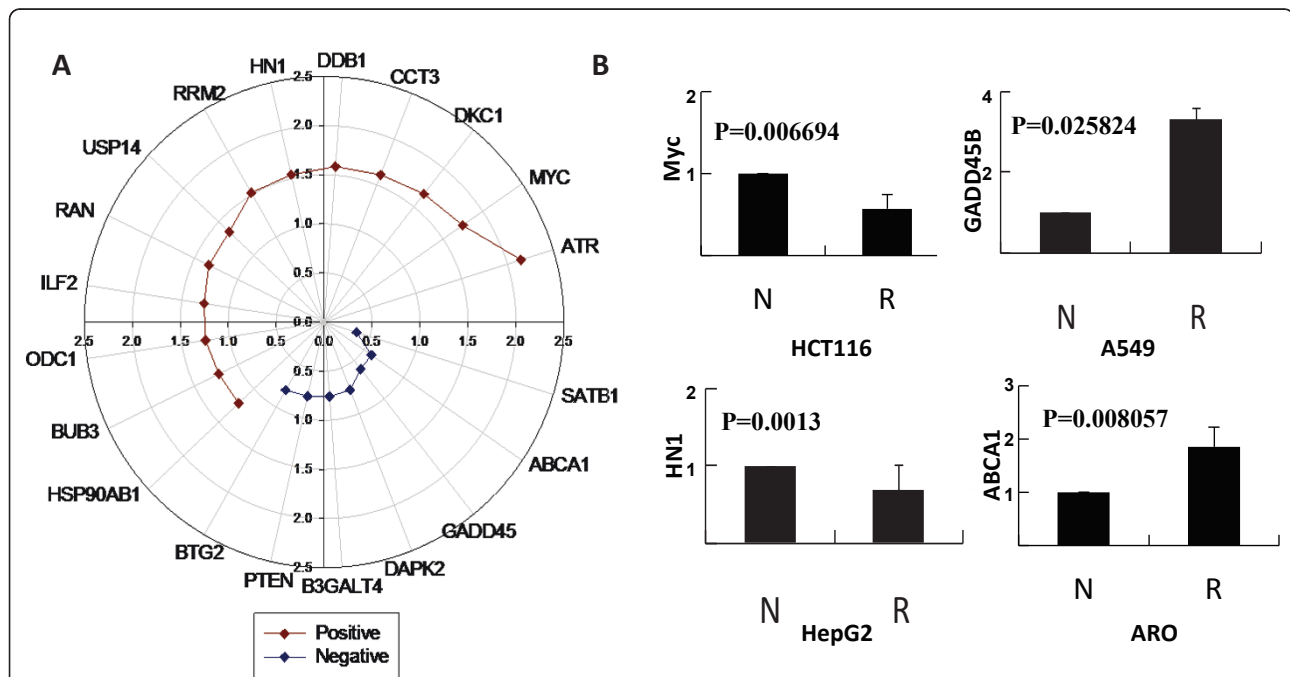 A
DDB1
HN1
CCT3
RRM2
DKC1
USP14
MYC
RAN
ATR
ILF2
ODC1
SATB1
BUB3
ABCA1
HSP90AB1
GADD45
BTG2
DAPK2
PTEN
B3GALT4
2.5
2.0
1.5
1.0
0.5
0.0
0.5
1.0
1.5
2.0
2.5
2.5 2.0 1.5 1.0 0.5 0.0 0.5 1.0 1.5 2.0 2.5
Positive
Negative
B
Myc
2
1
P=0.006694
N R
HCT116
GADD45B
4
2
P=0.025824
N R
A549
HN1
2
1
P=0.0013
N R
HepG2
ABCA1
3
2
1
P=0.008057
N R
ARO